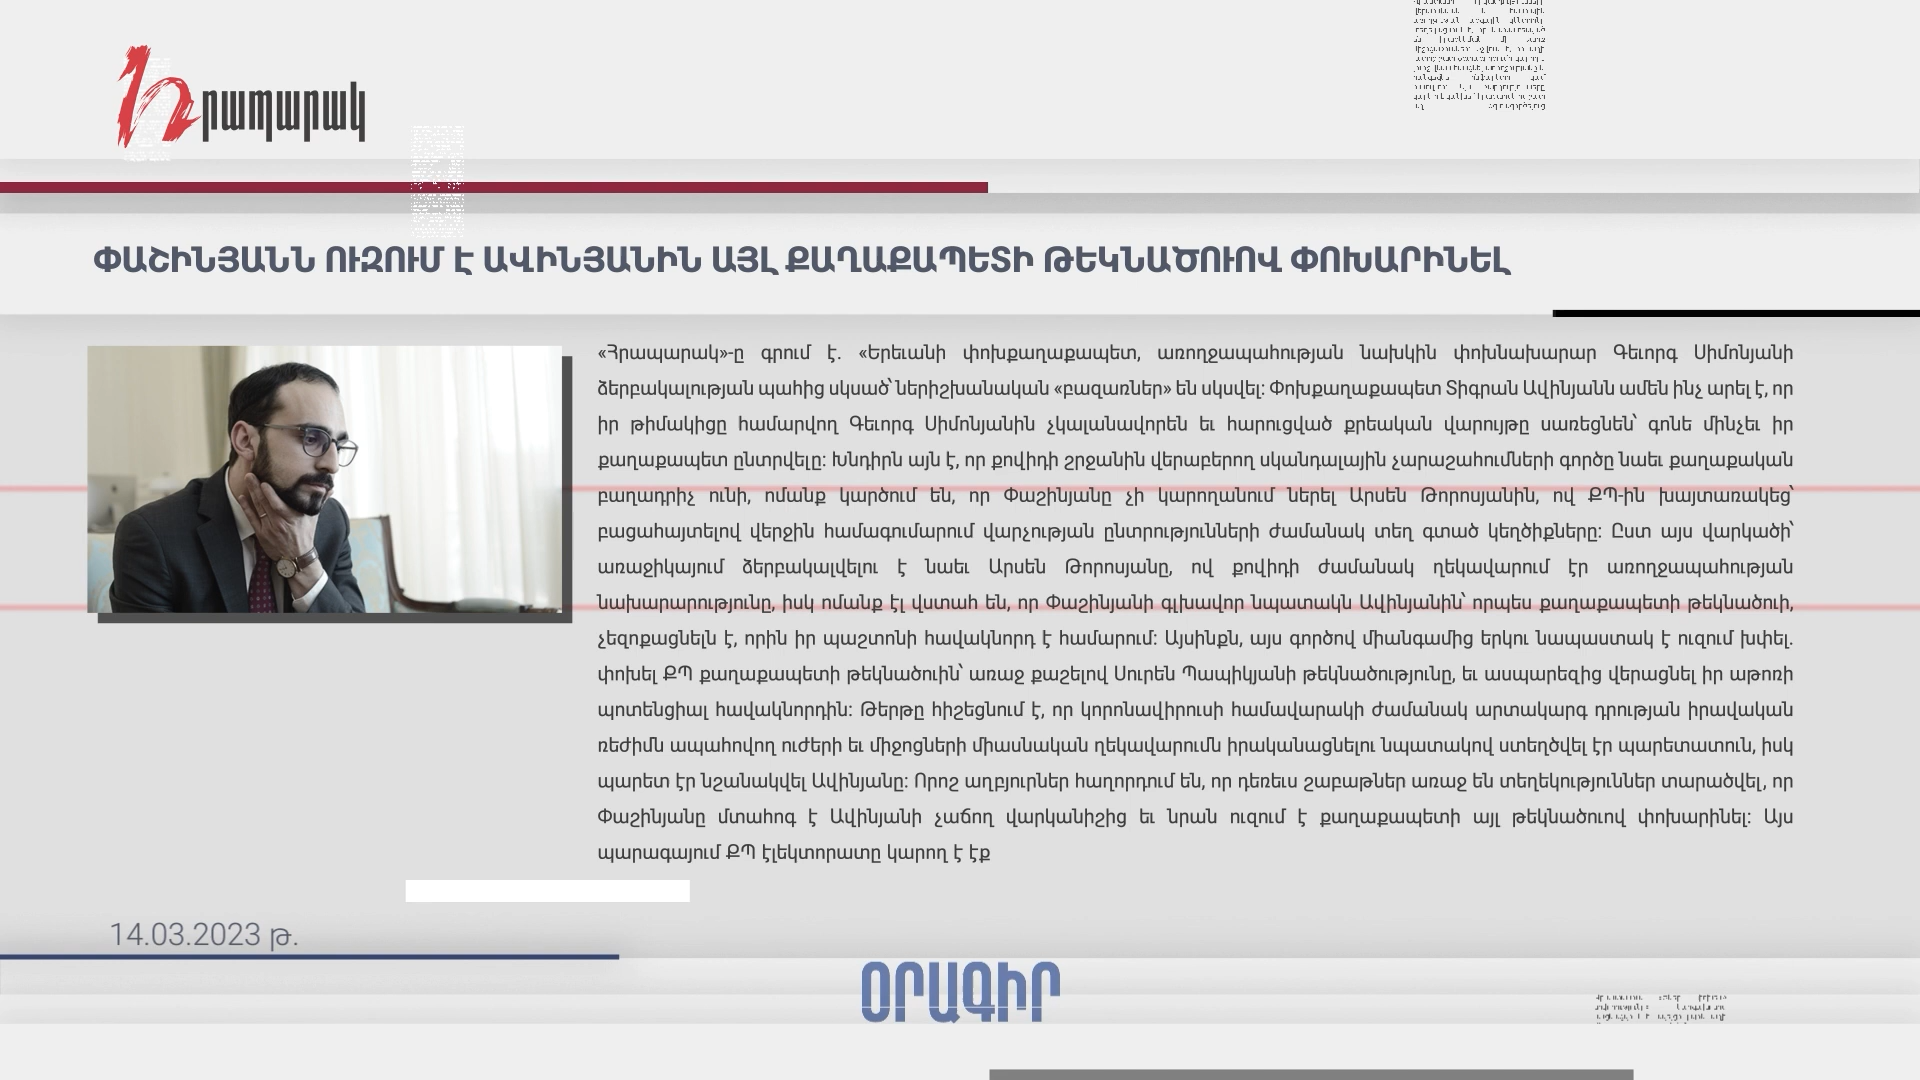 Հրապարակ
ՓԱՇԻՆՅԱՆՆ ՈՒԶՈՒՄ Է ԱՎԻՆՅԱՆԻՆ ԱՅԼ ՔԱՂԱՔԱՊԵՏԻ ԹԵԿՆԱԾՈՒՈՎ ՓՈԽԱՐԻՆԵԼ
«Հրապարակ»-ը գրում է. «Երեւանի փոխքաղաքապետ, առողջապահության նախկին փոխնախարար Գեւորգ Սիմոնյանի
ձերբակալության պահից սկսած՝ ներիշխանական «բազառներ» են սկսվել: Փոխքաղաքապետ Տիգրան Ավինյանն ամեն ինչ արել է, որ
իր թիմակիցը համարվող Գեւորգ Սիմոնյանին չկալանավորեն եւ հարուցված քրեական վարույթը սառեցնեն՝ գոնե մինչեւ իր
քաղաքապետ ընտրվելը: Խնդիրն այն է, որ քովիդի շրջանին վերաբերող սկանդալային չարաշահումների գործը նաեւ քաղաքական
բաղադրիչ ունի, ոմանք կարծում են, որ Փաշինյանը չի կարողանում ներել Արսեն Թորոսյանին, ով ՔՊ-ին խայտառակեց՝
բացահայտելով վերջին համագումարում վարչության ընտրությունների ժամանակ տեղ գտած կեղծիքները: Ըստ այս վարկածի՝
առաջիկայում ձերբակալվելու է նաեւ Արսեն Թորոսյանը, ով քովիդի ժամանակ ղեկավարում էր առողջապահության
նախարարությունը, իսկ ոմանք էլ վստահ են, որ Փաշինյանի գլխավոր նպատակն Ավինյանին՝ որպես քաղաքապետի թեկնածուի,
չեզոքացնելն է, որին իր պաշտոնի հավակնորդ է համարում: Այսինքն, այս գործով միանգամից երկու նապաստակ է ուզում խփել.
փոխել ՔՊ քաղաքապետի թեկնածուին՝ առաջ քաշելով Սուրեն Պապիկյանի թեկնածությունը, եւ ասպարեզից վերացնել իր աթոռի
պոտենցիալ հավակնորդին: Թերթը հիշեցնում է, որ կորոնավիրուսի համավարակի ժամանակ արտակարգ դրության իրավական
ռեժիմն ապահովող ուժերի եւ միջոցների միասնական ղեկավարումն իրականացնելու նպատակով ստեղծվել էր պարետատուն, իսկ
պարետ էր նշանակվել Ավինյանը: Որոշ աղբյուրներ հաղորդում են, որ դեռեւս շաբաթներ առաջ են տեղեկություններ տարածվել, որ
Փաշինյանը մտահոգ է Ավինյանի չաճող վարկանիշից եւ նրան ուզում է քաղաքապետի այլ թեկնածուով փոխարինել: Այս
պարագայում ՔՊ էլեկտորատը կարող է էք
14.03.2023 թ.
ՕՐԱԳԻՐ